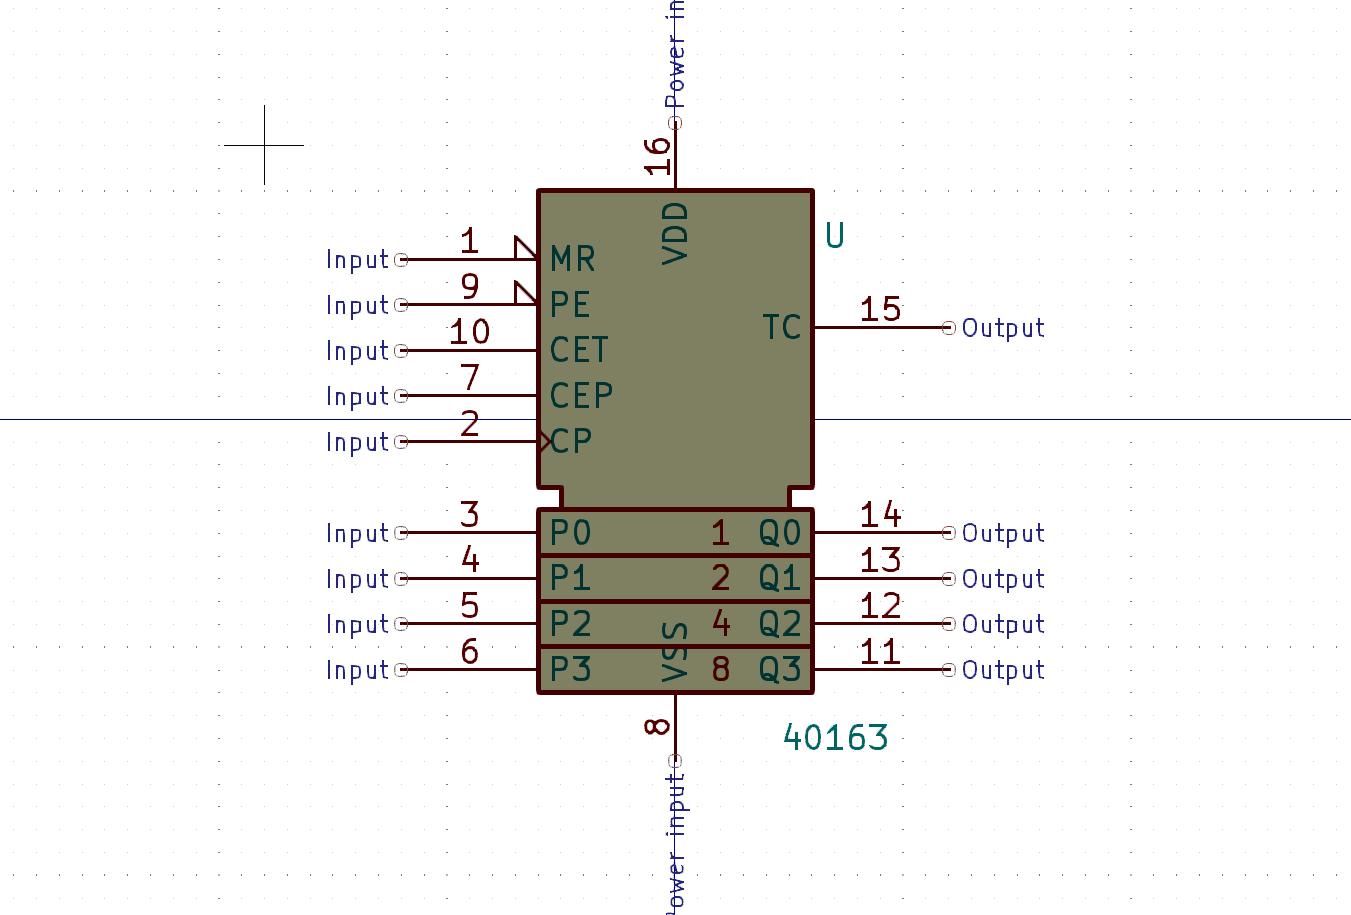 Power in
16
VDD
U
1
Input
MR
9
Input
PE
10
Input
CET
7
Input
CEP
2
Input
CP
15
TC
Output
3
Input
P0
1
Q0
14
Output
4
Input
P1
2
Q1
13
Output
5
Input
P2
4
Q2
12
Output
6
Input
P3
8
Q3
11
Output
VSS
8
40163
Power input